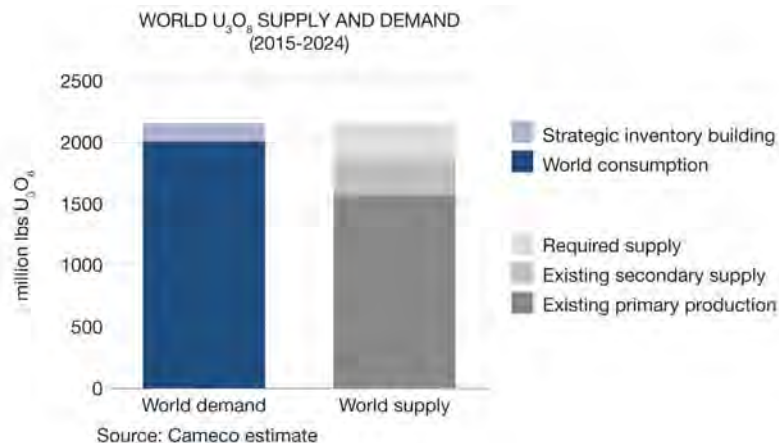 WORLD U₃O₈ SUPPLY AND DEMAND
(2015-2024)
2500
2000
1500
1000
500
0
million lbs U₃O₈
World demand
World supply
Strategic inventory building
World consumption
Required supply
Existing secondary supply
Existing primary production
Source: Cameco estimate